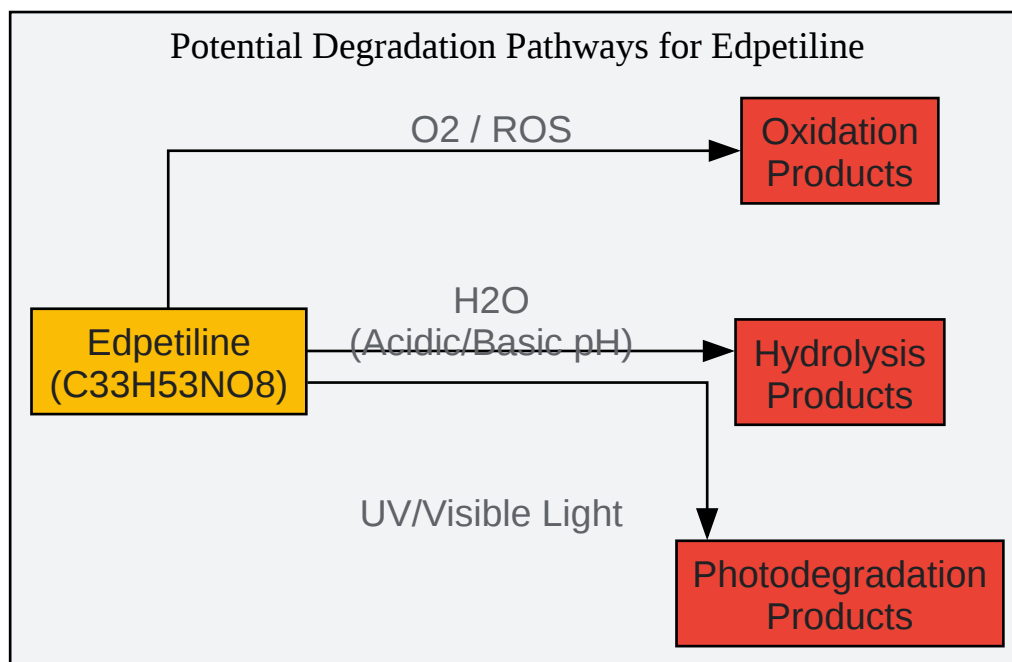 Potential Degradation Pathways for Edpetiline
O2 / ROS
Oxidation
Products
H2O
(Acidic/Basic pH)
Edpetiline
(C33H53NO8)
Hydrolysis
Products
UV/Visible Light
Photodegradation
Products